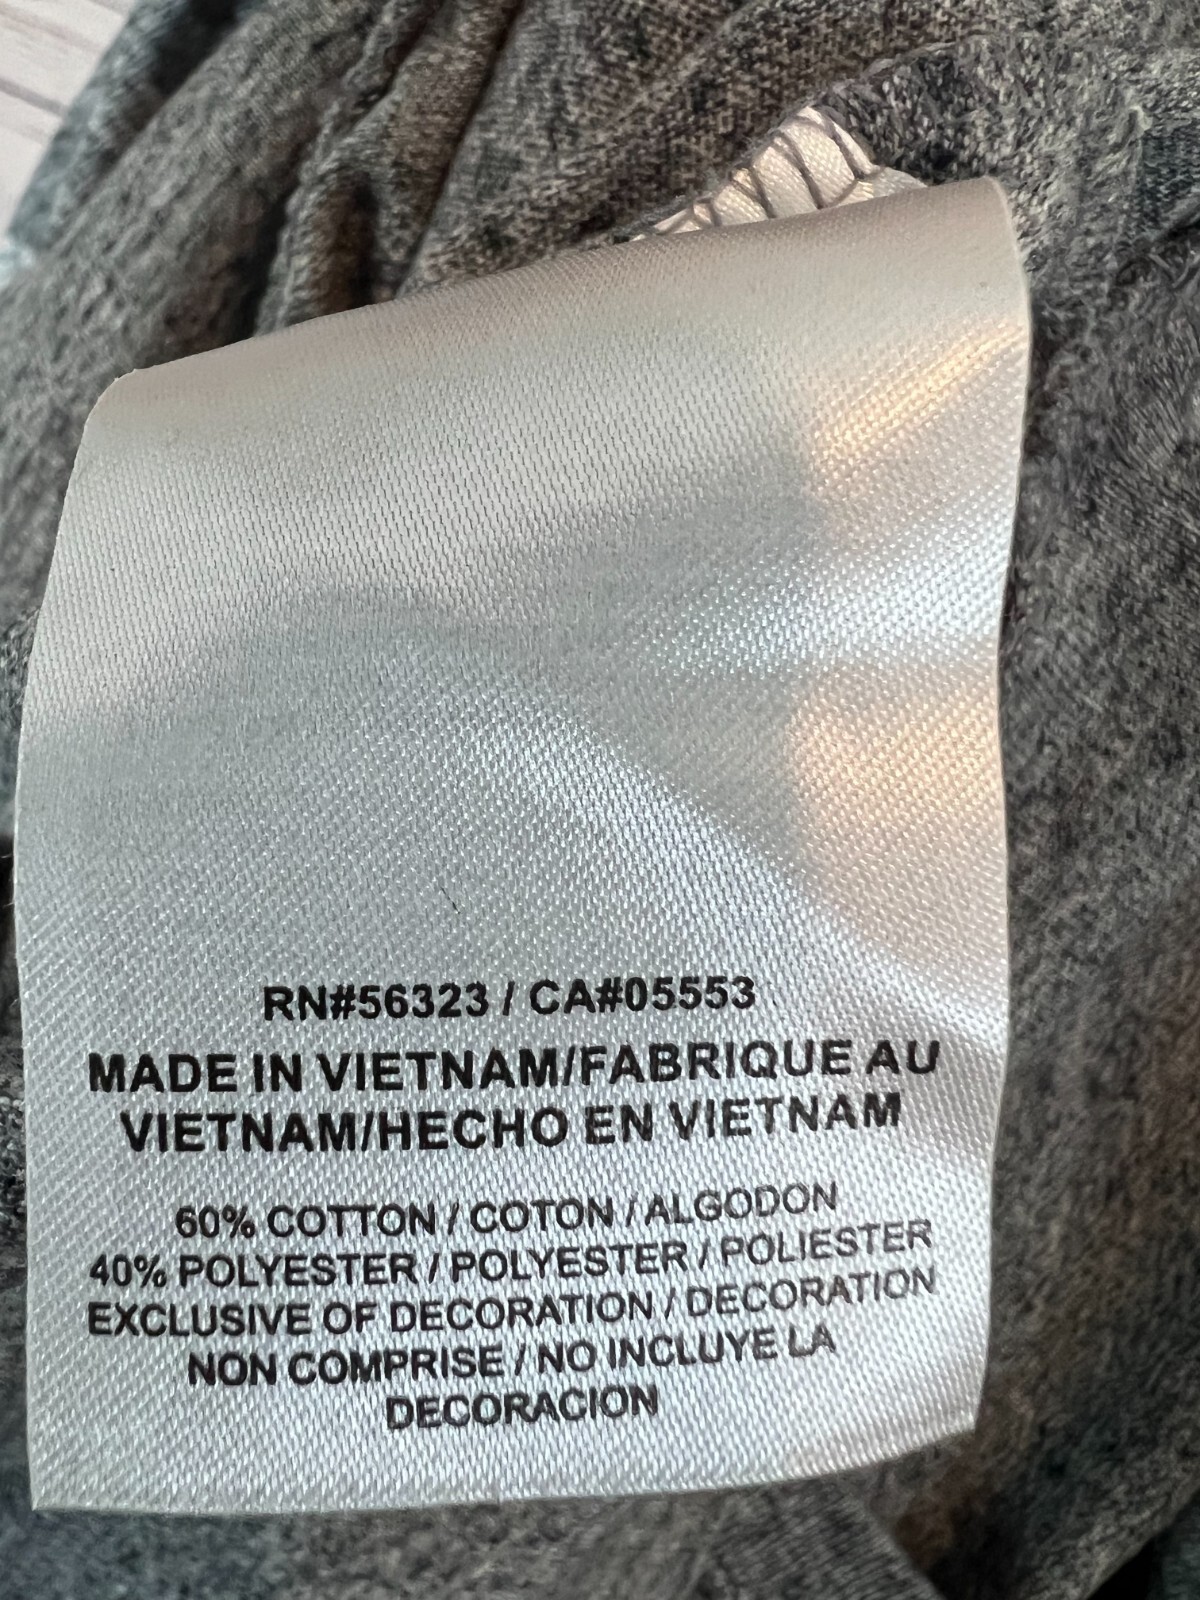 RN#56323 / CA#05553
MADE IN VIETNAM/FABRIQUE AU
VIETNAM/HECHO EN VIETNAM
60% COTTON / COTON / ALGODON
40% POLYESTER / POLYESTER / POLIESTER
EXCLUSIVE OF DECORATION / DECORATION
NON COMPRISE / NO INCLUYE LA
DECORACION